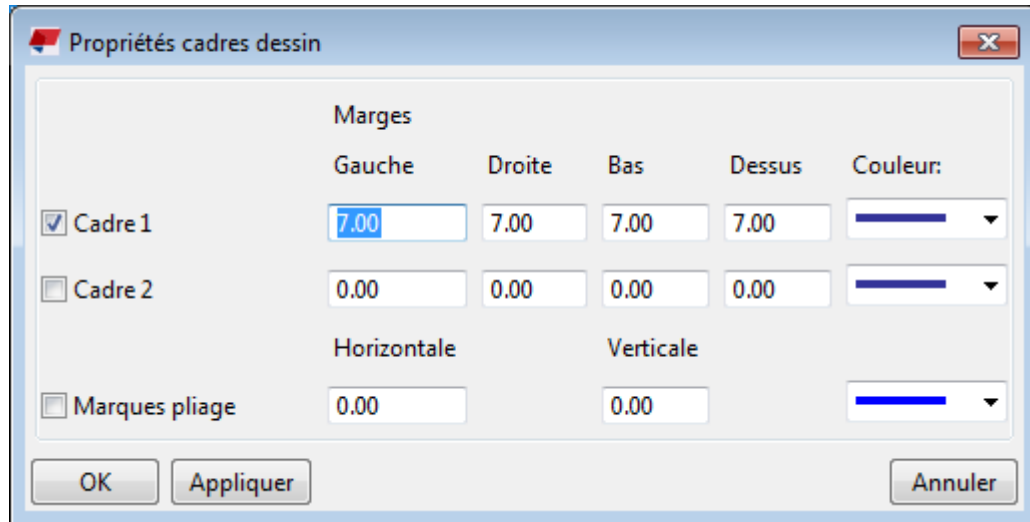 Propriétés cadres dessin
Marges
Gauche Droite Bas Dessus Couleur:
Cadre 1 7.00 7.00 7.00 7.00
Cadre 2 0.00 0.00 0.00 0.00
Horizontale Verticale
Marques pliage 0.00 0.00
OK Appliquer Annuler